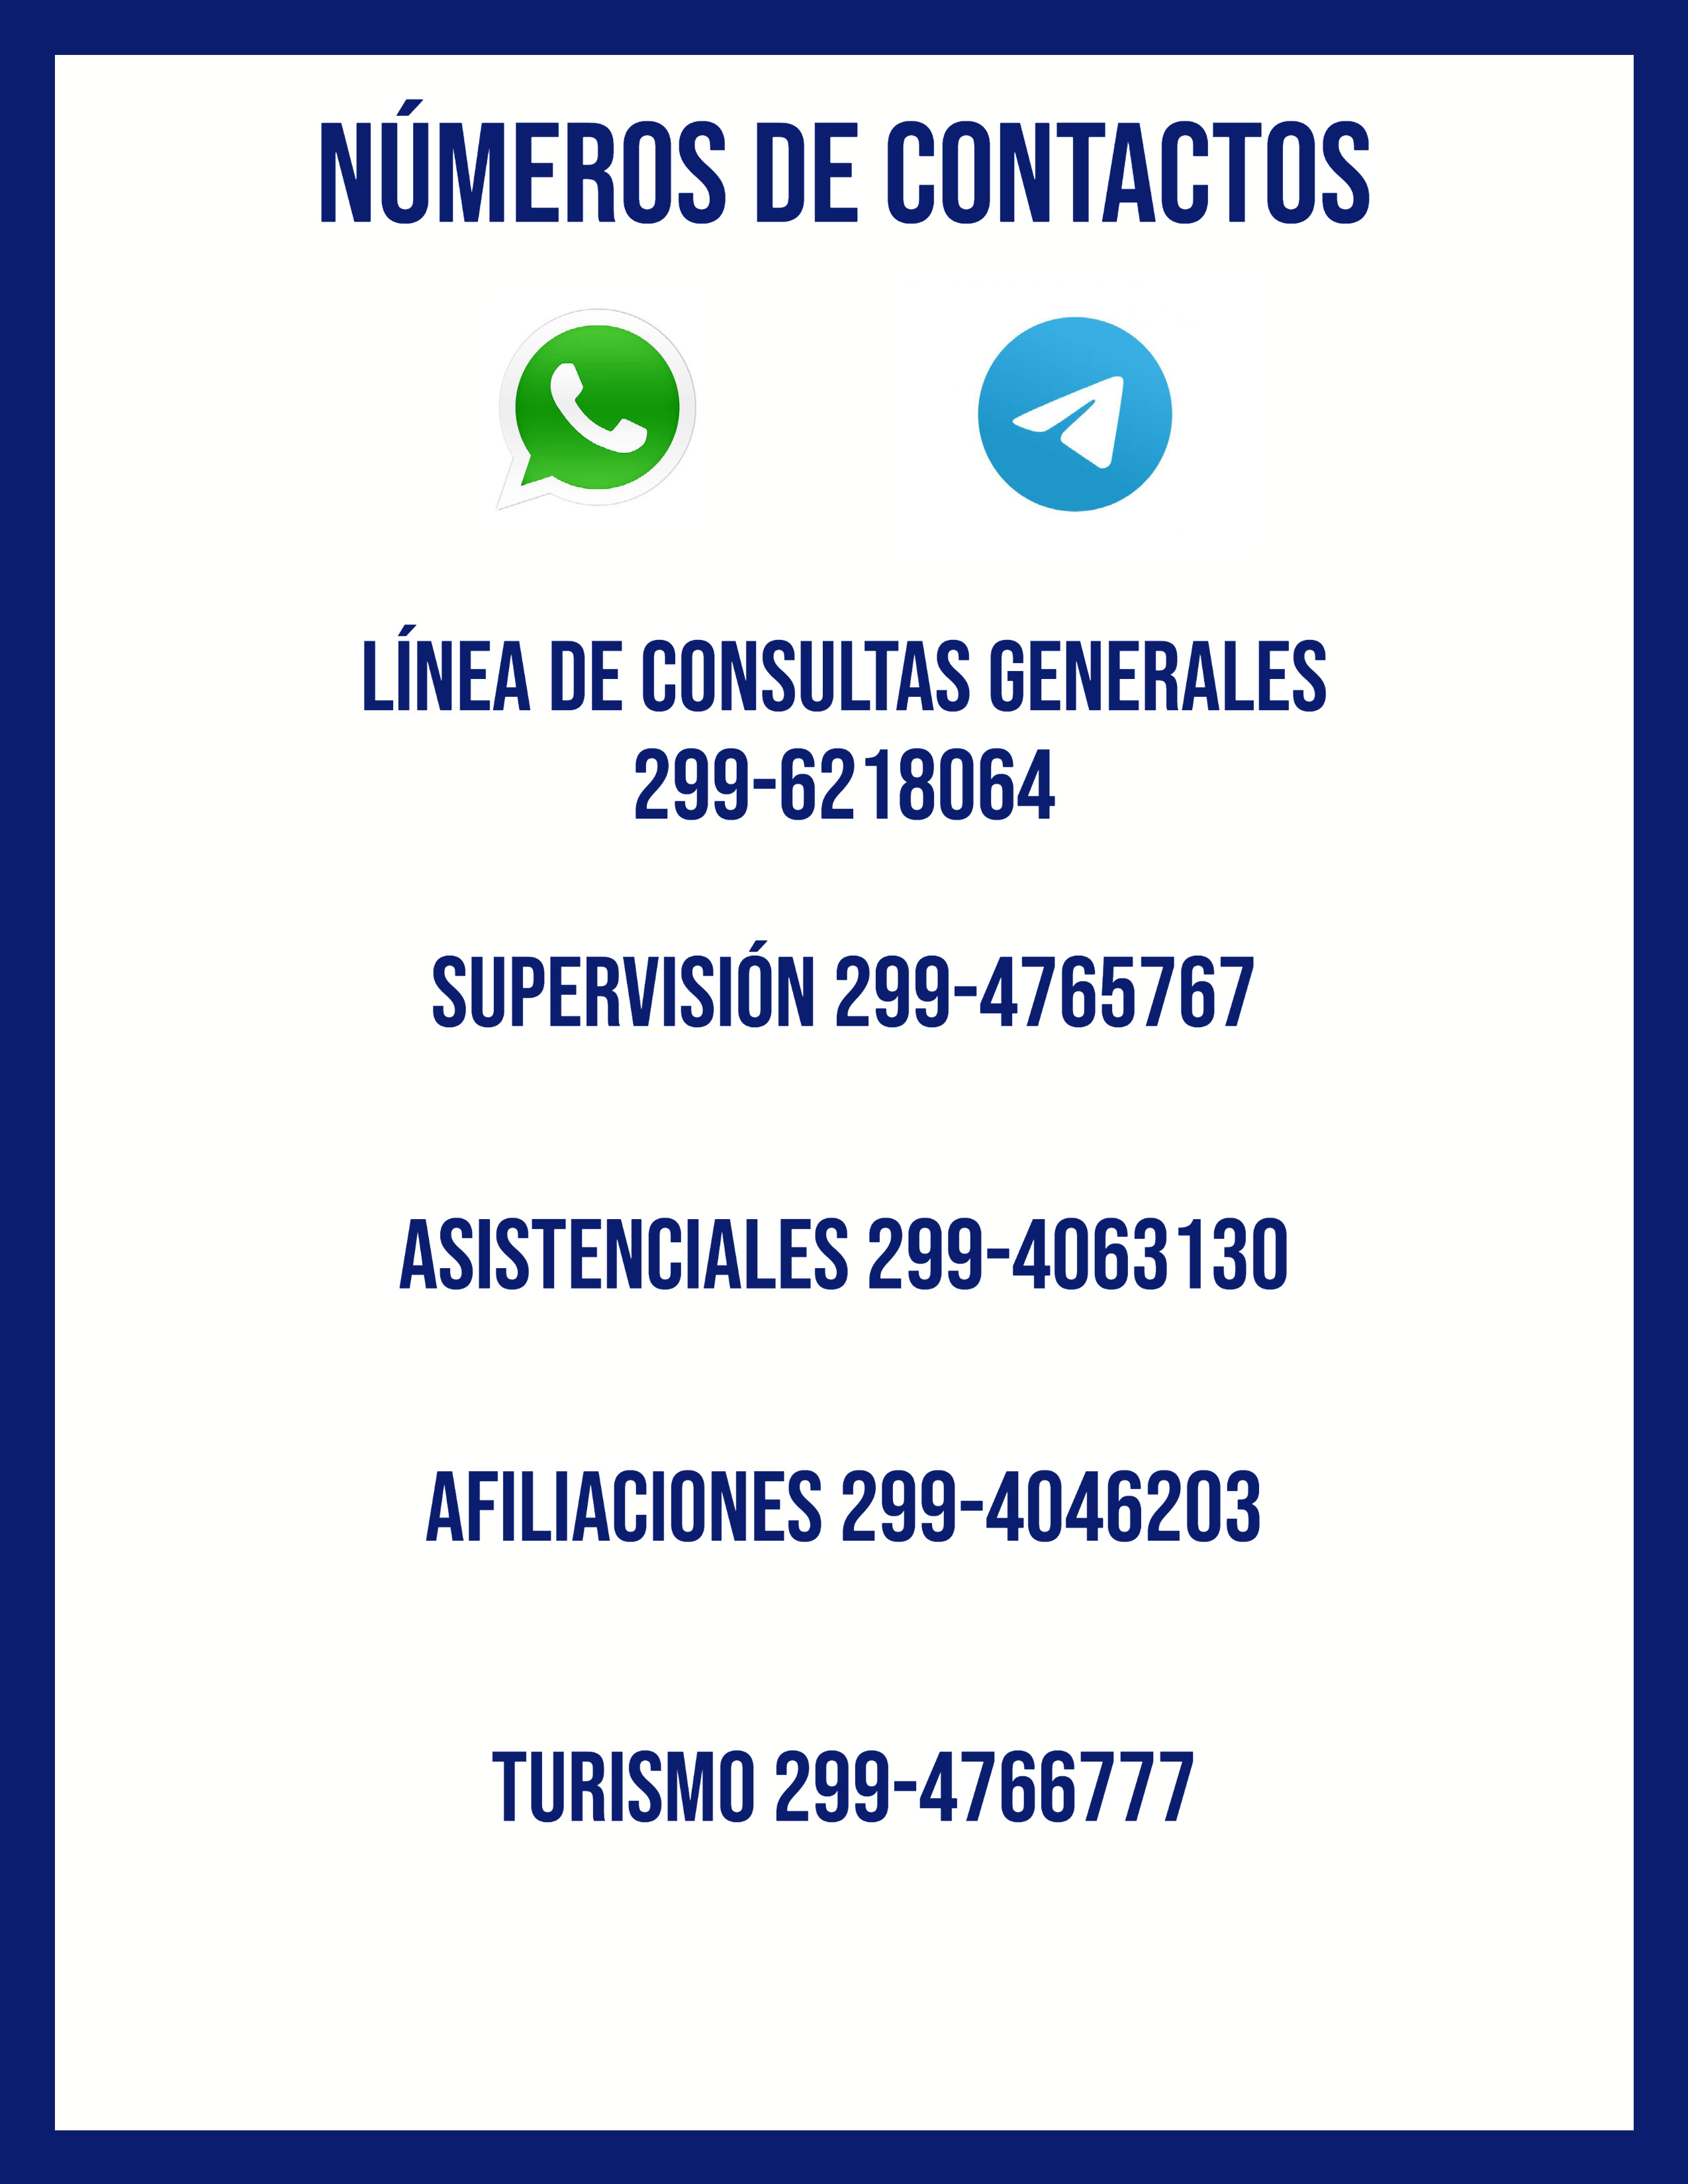 NÚMEROS DE CONTACTOS
LÍNEA DE CONSULTAS GENERALES
299-6218064
SUPERVISIÓN 299-4765767
ASISTENCIALES 299-4063130
AFILIACIONES 299-4046203
TURISMO 299-4766777